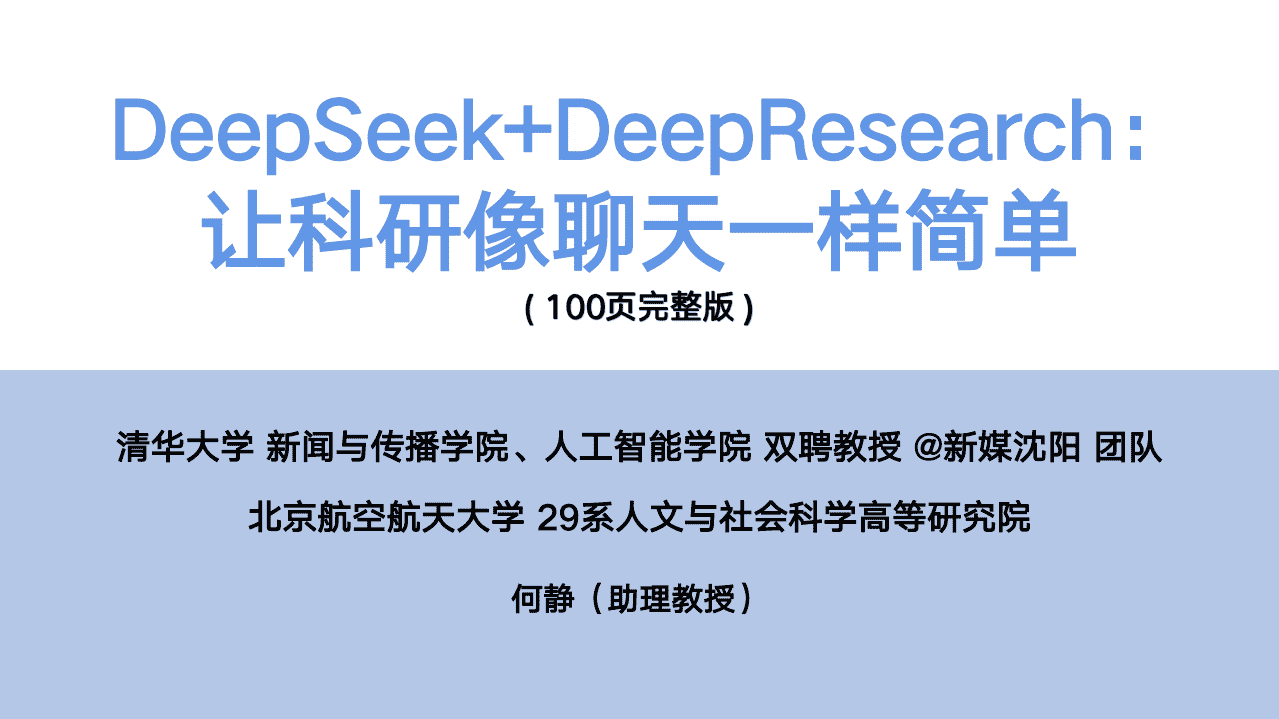 DeepSeek+DeepResearch:
让科研像聊天一样简单
(100页完整版)
清华大学 新闻与传播学院、人工智能学院 双聘教授 @新媒沈阳 团队
北京航空航天大学 29系人文与社会科学高等研究院
何静（助理教授）